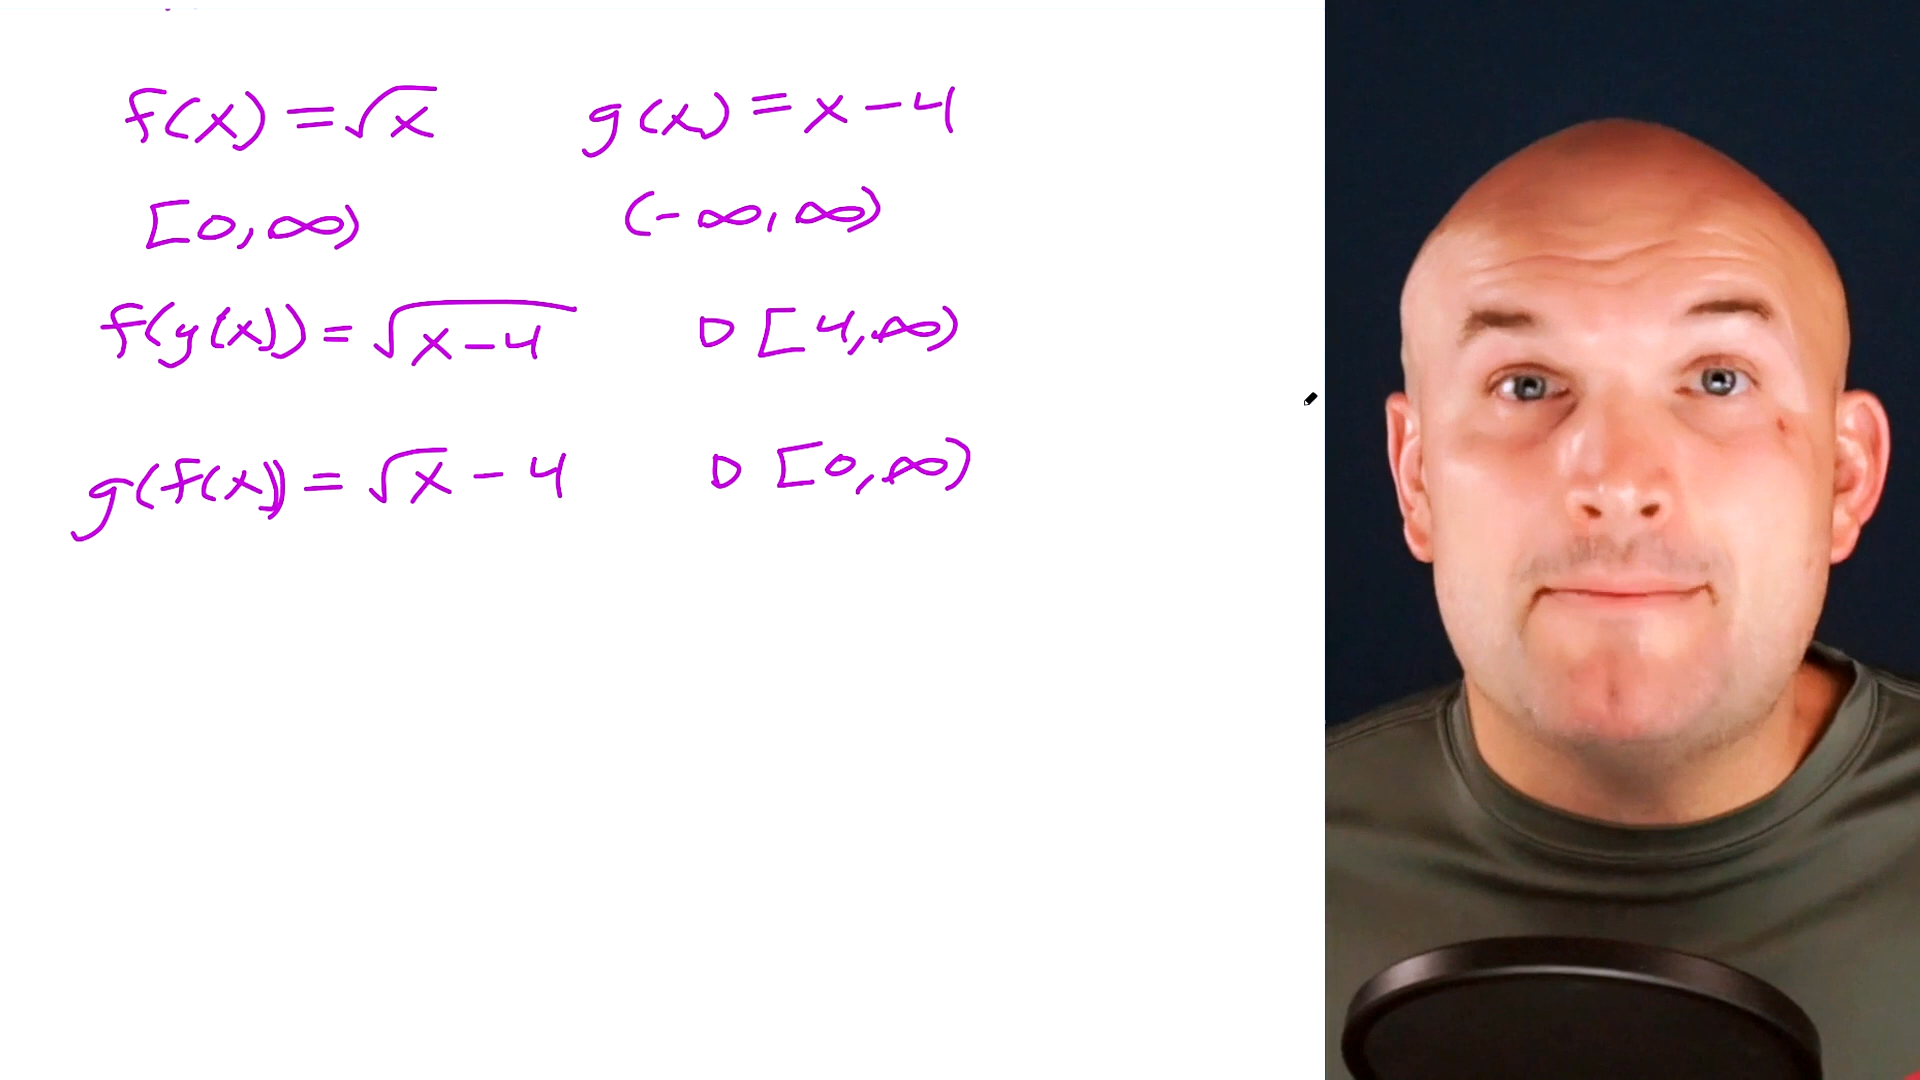 f(x) = √x g(x) = x - 4
[0, ∞) (-∞, ∞)
f(g(x)) = √(x-4) D [4, ∞)
g(f(x)) = √x - 4 D [0, ∞)